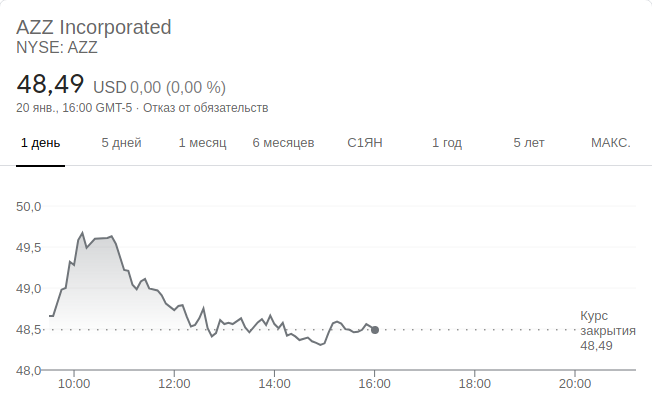 AZZ Incorporated
NYSE: AZZ
48,49 USD 0,00 (0,00 %)
20 янв., 16:00 GMT-5 · Отказ от обязательств
1 день 5 дней 1 месяц 6 месяцев С1ЯН 1 год 5 лет МАКС.
50,0
49,5
49,0
48,5
Курс
закрытия
48,49
48,0
10:00 12:00 14:00 16:00 18:00 20:00